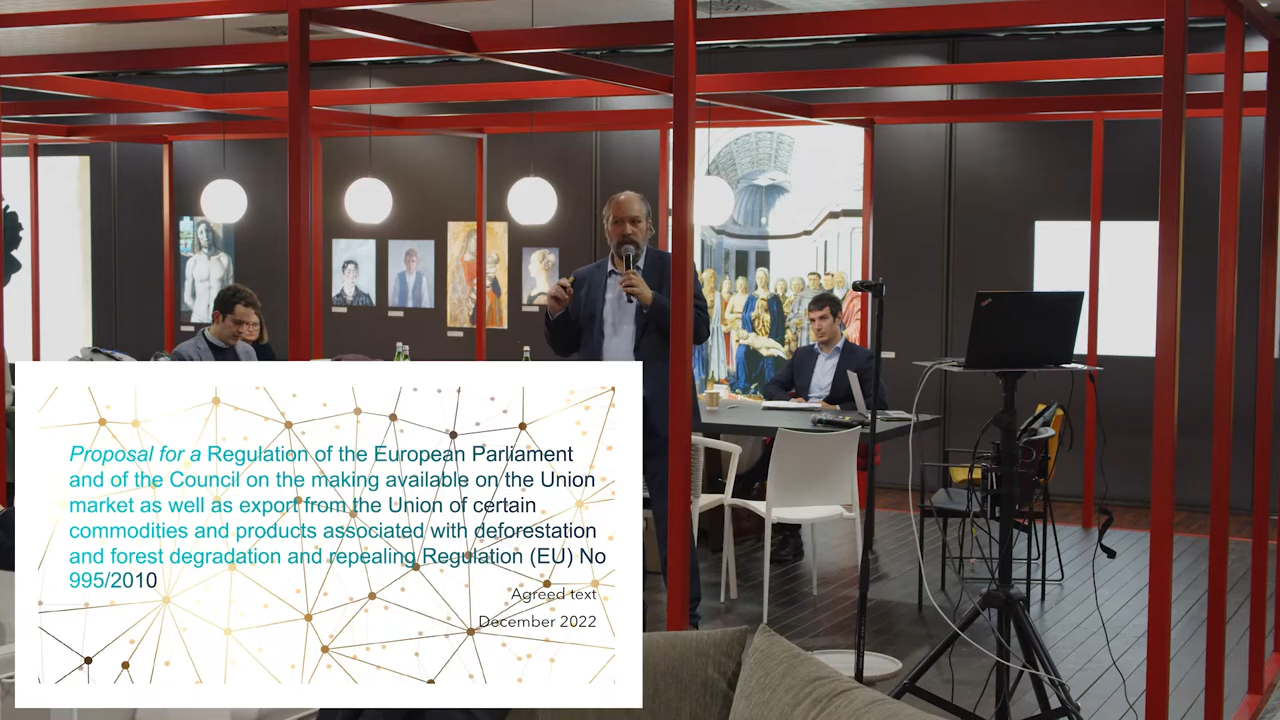 Proposal for a Regulation of the European Parliament
and of the Council on the making available on the Union
market as well as export from the Union of certain
commodities and products associated with deforestation
and forest degradation and repealing Regulation (EU) No
995/2010
Agreed text
December 2022